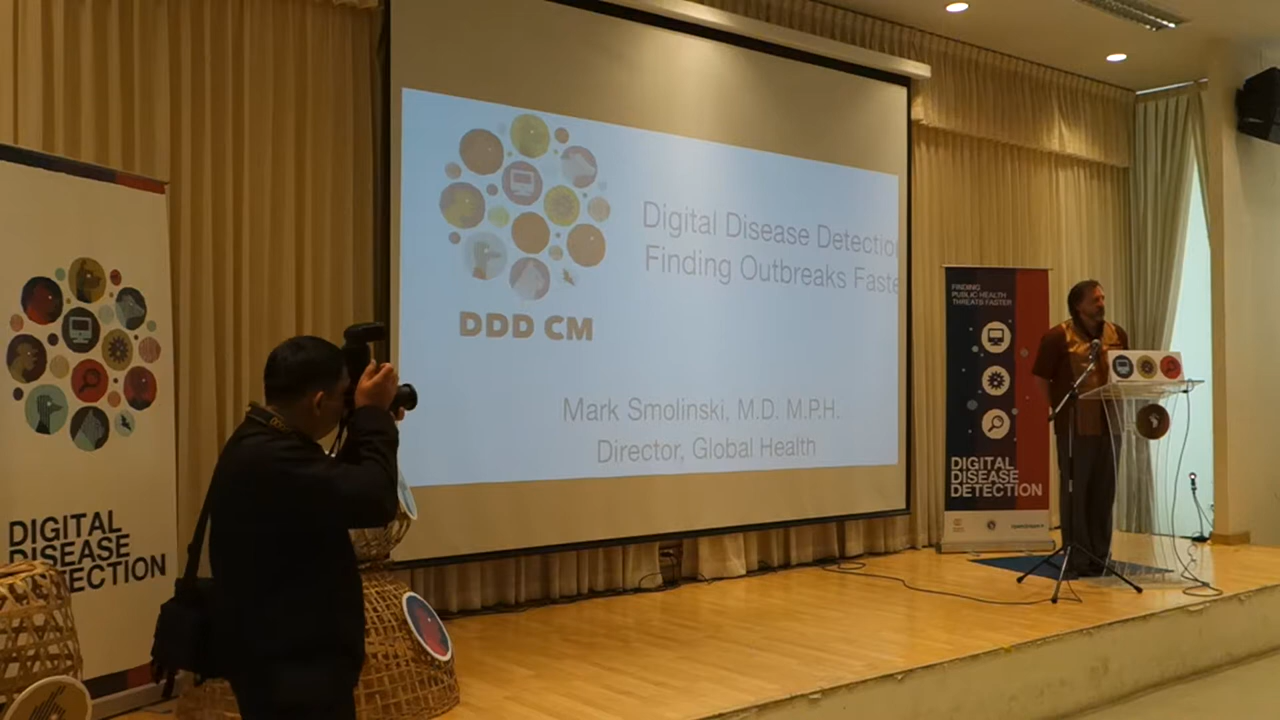 Digital Disease Detectio
Finding Outbreaks Faste
DDD CM
Mark Smolinski, M.D. M.P.H.
Director, Global Health
DIGITAL
DISEASE
TECTION
FINDING
PUBLIC HEALTH
THREATS FASTER
DIGITAL
DISEASE
DETECTION